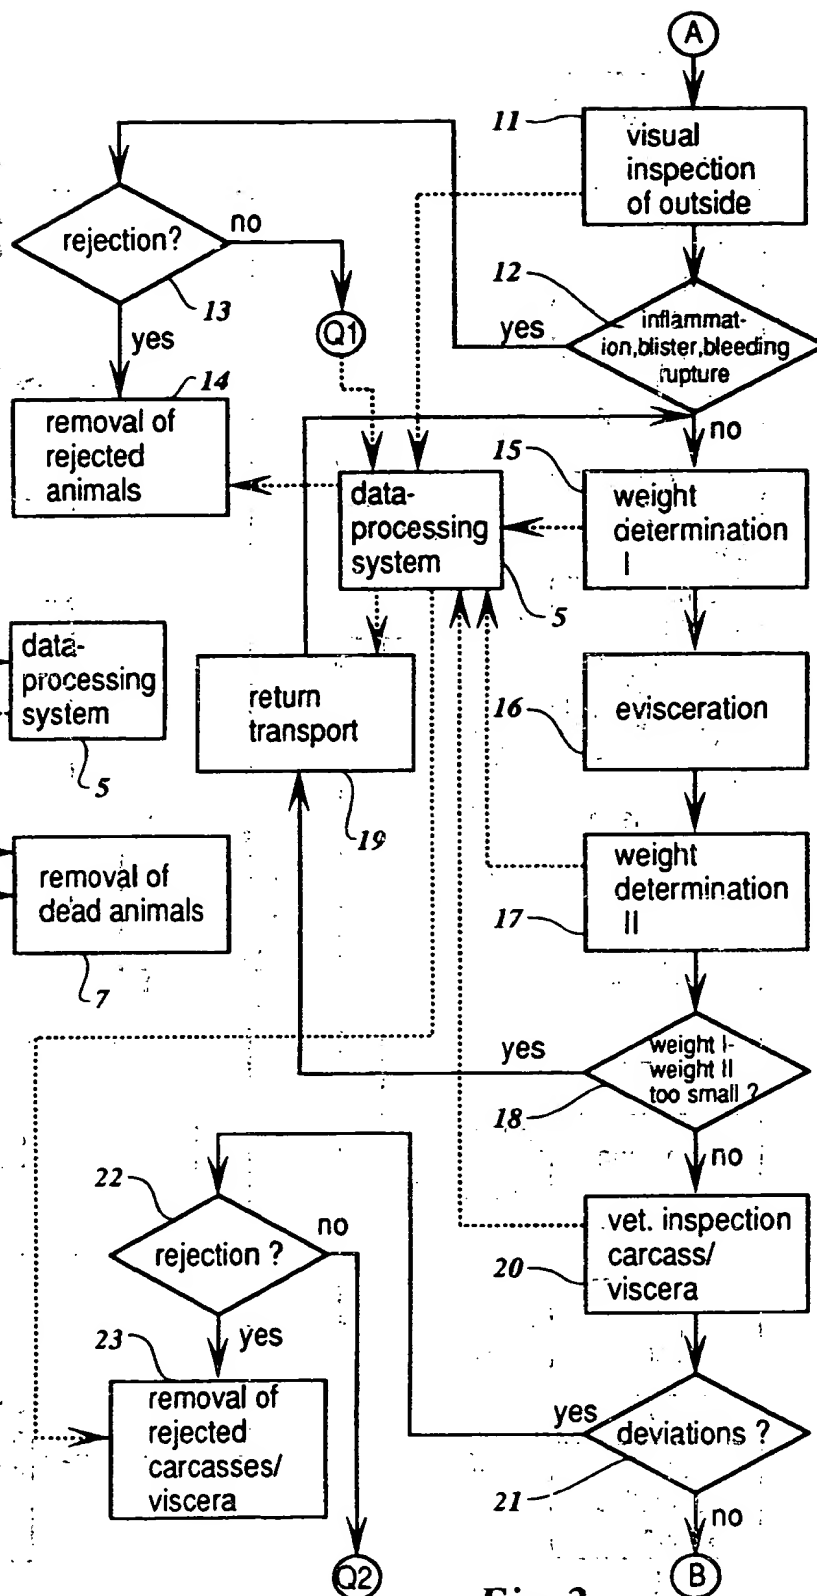 A
11
visual
inspection
of outside
rejection?
no
13
yes
Q1
12
inflammat-
ion,blister,bleeding
rupture
yes
no
14
removal of
rejected
animals
data-
processing
system
5
15
weight
determination
I
data-
processing
system
5
return
transport
19
16
evisceration
removal of
dead animals
7
17
weight
determination
II
yes
weight I-
weight II
too small ?
18
no
22
rejection ?
no
yes
20
vet. inspection
carcass/
viscera
23
removal of
rejected
carcasses/
viscera
yes
deviations ?
21
no
Q2
B